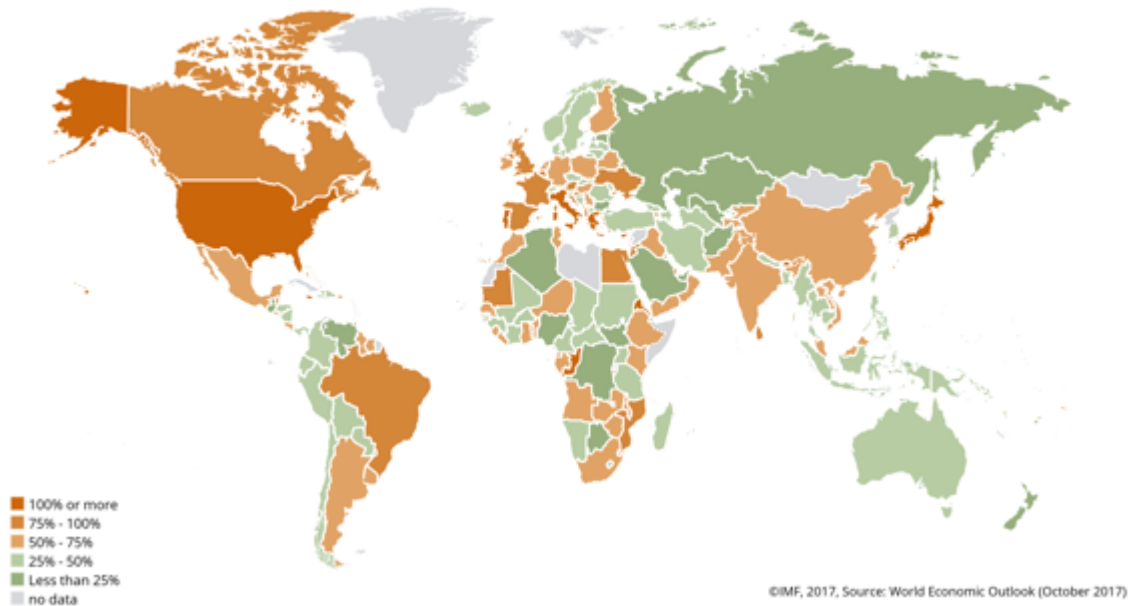 100% or more
75% - 100%
50% - 75%
25% - 50%
Less than 25%
no data
©IMF, 2017, Source: World Economic Outlook (October 2017)